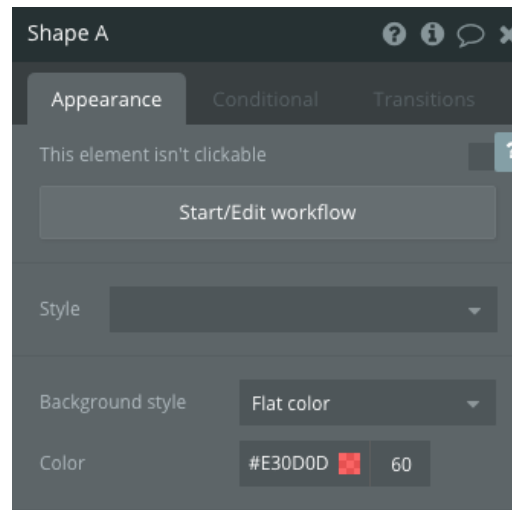 Shape A
Appearance Conditional Transitions
This element isn't clickable
Start/Edit workflow
Style
Background style Flat color
Color #E30D0D 60